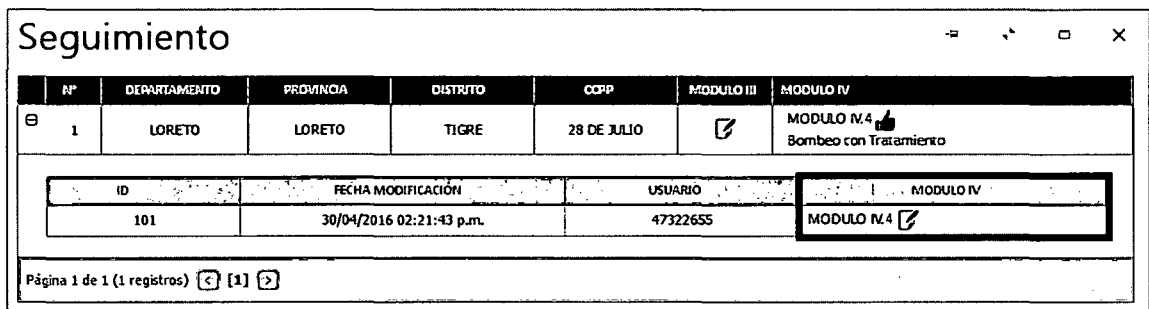 Seguimiento
N° DEPARTAMENTO PROVINCIA DISTRITO CCPP MODULO III MODULO IV
1 LORETO LORETO TIGRE 28 DE JULIO MODULO IV.4
Bombeo con Tratamiento
ID FECHA MODIFICACIÓN USUARIO MODULO IV
101 30/04/2016 02:21:43 p.m. 47322655 MODULO IV.4
Página 1 de 1 (1 registros) < [1] >